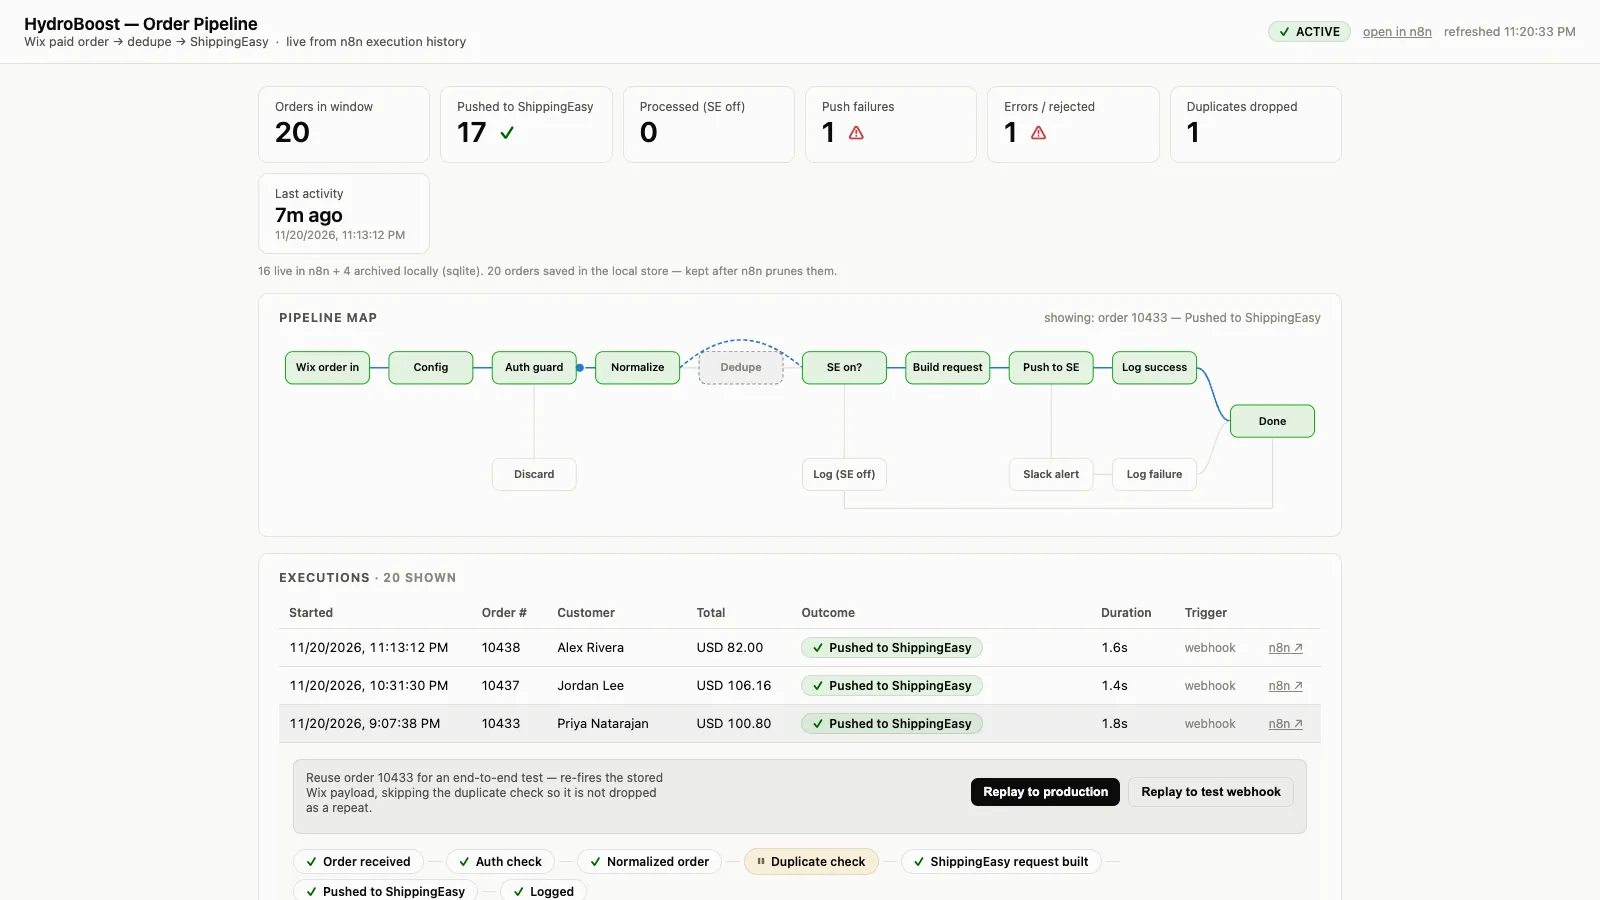 HydroBoost — Order Pipeline
Wix paid order → dedupe → ShippingEasy · live from n8n execution history
✓ ACTIVE
open in n8n
refreshed 11:20:33 PM
Orders in window
20
Pushed to ShippingEasy
17 ✓
Processed (SE off)
0
Push failures
1
Errors / rejected
1
Duplicates dropped
1
Last activity
7m ago
11/20/2026, 11:13:12 PM
16 live in n8n + 4 archived locally (sqlite). 20 orders saved in the local store — kept after n8n prunes them.
PIPELINE MAP
showing: order 10433 — Pushed to ShippingEasy
Wix order in
Config
Auth guard
Normalize
Dedupe
SE on?
Build request
Push to SE
Log success
Done
Discard
Log (SE off)
Slack alert
Log failure
EXECUTIONS · 20 SHOWN
Started Order # Customer Total Outcome Duration Trigger
11/20/2026, 11:13:12 PM 10438 Alex Rivera USD 82.00 ✓ Pushed to ShippingEasy 1.6s webhook n8n ↗
11/20/2026, 10:31:30 PM 10437 Jordan Lee USD 106.16 ✓ Pushed to ShippingEasy 1.4s webhook n8n ↗
11/20/2026, 9:07:38 PM 10433 Priya Natarajan USD 100.80 ✓ Pushed to ShippingEasy 1.8s webhook n8n ↗
Reuse order 10433 for an end-to-end test — re-fires the stored
Wix payload, skipping the duplicate check so it is not dropped
as a repeat.
Replay to production
Replay to test webhook
✓ Order received
✓ Auth check
✓ Normalized order
Duplicate check
✓ ShippingEasy request built
✓ Pushed to ShippingEasy
✓ Logged